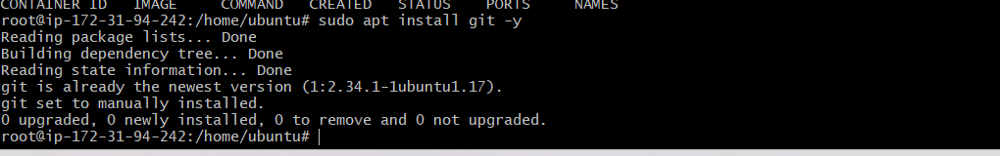 CONTAINER ID   IMAGE     COMMAND   CREATED   STATUS    PORTS     NAMES
root@ip-172-31-94-242:/home/ubuntu# sudo apt install git -y
Reading package lists... Done
Building dependency tree... Done
Reading state information... Done
git is already the newest version (1:2.34.1-1ubuntu1.17).
git set to manually installed.
0 upgraded, 0 newly installed, 0 to remove and 0 not upgraded.
root@ip-172-31-94-242:/home/ubuntu#